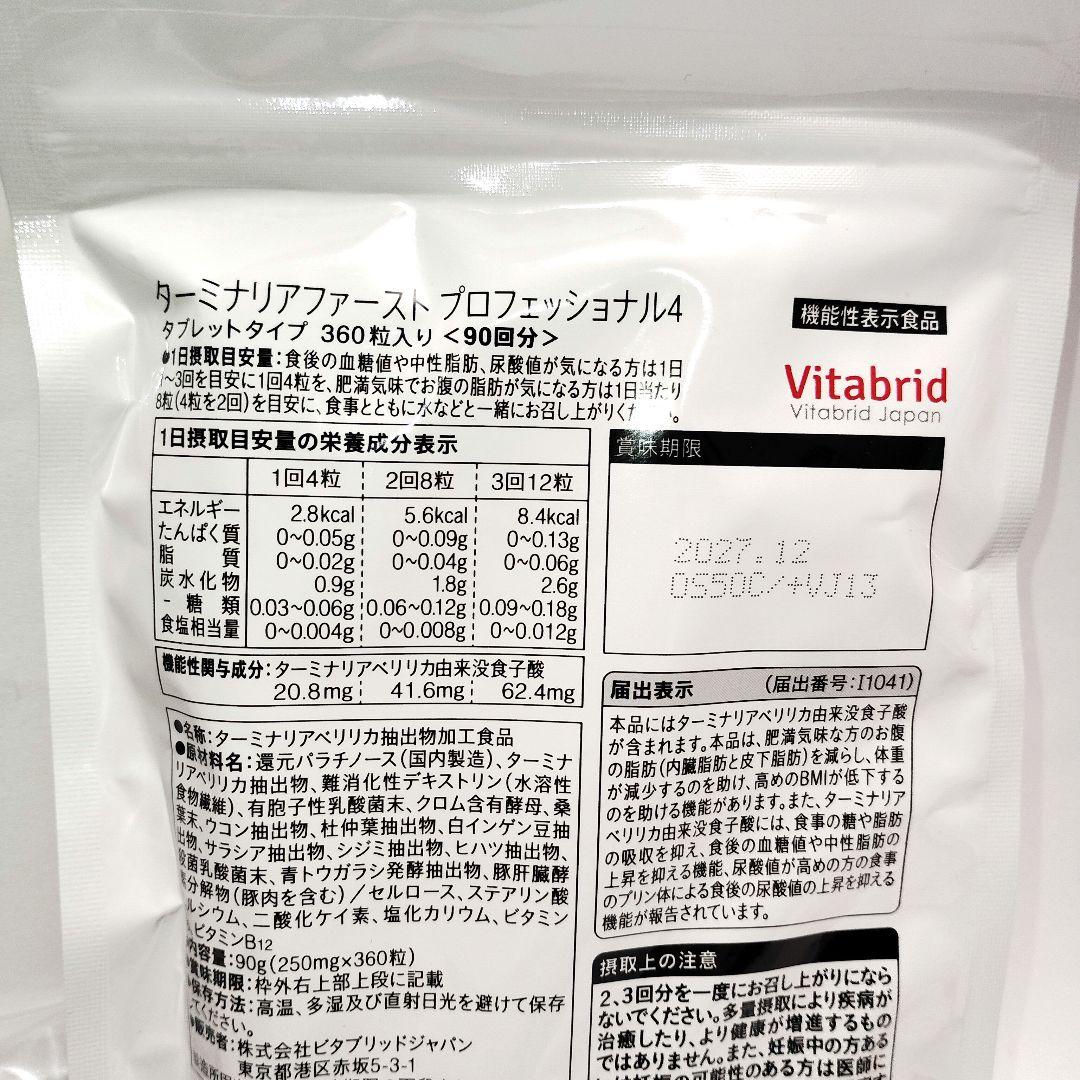 ターミナリアファースト プロフェッショナル4
タブレットタイプ 360粒入り <90回分>
●1日摂取目安量:食後の血糖値や中性脂肪、尿酸値が気になる方は1日
～3回を目安に1回4粒を、肥満気味でお腹の脂肪が気になる方は1日当たり
8粒(4粒を2回)を目安に、食事とともに水などと一緒にお召し上がりください。
機能性表示食品
Vitabrid
Vitabrid Japan
1日摂取目安量の栄養成分表示
1回4粒 2回8粒 3回12粒
エネルギー 2.8kcal 5.6kcal 8.4kcal
たんぱく質 0～0.05g 0～0.09g 0～0.13g
脂質 0～0.02g 0～0.04g 0～0.06g
炭水化物 0.9g 1.8g 2.6g
- 糖類 0.03～0.06g 0.06～0.12g 0.09～0.18g
食塩相当量 0～0.004g 0～0.008g 0～0.012g
機能性関与成分:ターミナリアベリリカ由来没食子酸
20.8mg 41.6mg 62.4mg
賞味期限
2027.12
OS50C/+VJ13
●名称:ターミナリアベリリカ抽出物加工食品
●原材料名:還元パラチノース(国内製造)、ターミナ
リアベリリカ抽出物、難消化性デキストリン(水溶性
食物繊維)、有胞子性乳酸菌末、クロム含有酵母、桑
葉末、ウコン抽出物、杜仲葉抽出物、白インゲン豆抽
出物、サラシア抽出物、シジミ抽出物、ヒハツ抽出物、
酸菌乳酸菌末、青トウガラシ発酵抽出物、豚肝臓酵
素分解物(豚肉を含む)/セルロース、ステアリン酸
ルシウム、二酸化ケイ素、塩化カリウム、ビタミン
、ビタミンB12
内容量:90g(250mg×360粒)
賞味期限:枠外右上部上段に記載
保存方法:高温、多湿及び直射日光を避けて保存
してください。
●販売者:株式会社ビタブリッドジャパン
東京都港区赤坂5-3-1
届出表示 (届出番号:I1041)
本品にはターミナリアベリリカ由来没食子酸
が含まれます。本品は、肥満気味な方のお腹
の脂肪(内臓脂肪と皮下脂肪)を減らし、体重
が減少するのを助け、高めのBMIが低下する
のを助ける機能があります。また、ターミナリア
ベリリカ由来没食子酸には、食事の糖や脂肪
の吸収を抑え、食後の血糖値や中性脂肪の
上昇を抑える機能、尿酸値が高めの方の食事
のプリン体による食後の尿酸値の上昇を抑える
機能が報告されています。
摂取上の注意
2、3回分を一度にお召し上がりになら
ないでください。多量摂取により疾病が
治癒したり、より健康が増進するもの
ではありません。また、妊娠中の方ある
いは妊娠の可能性のある方は医師に